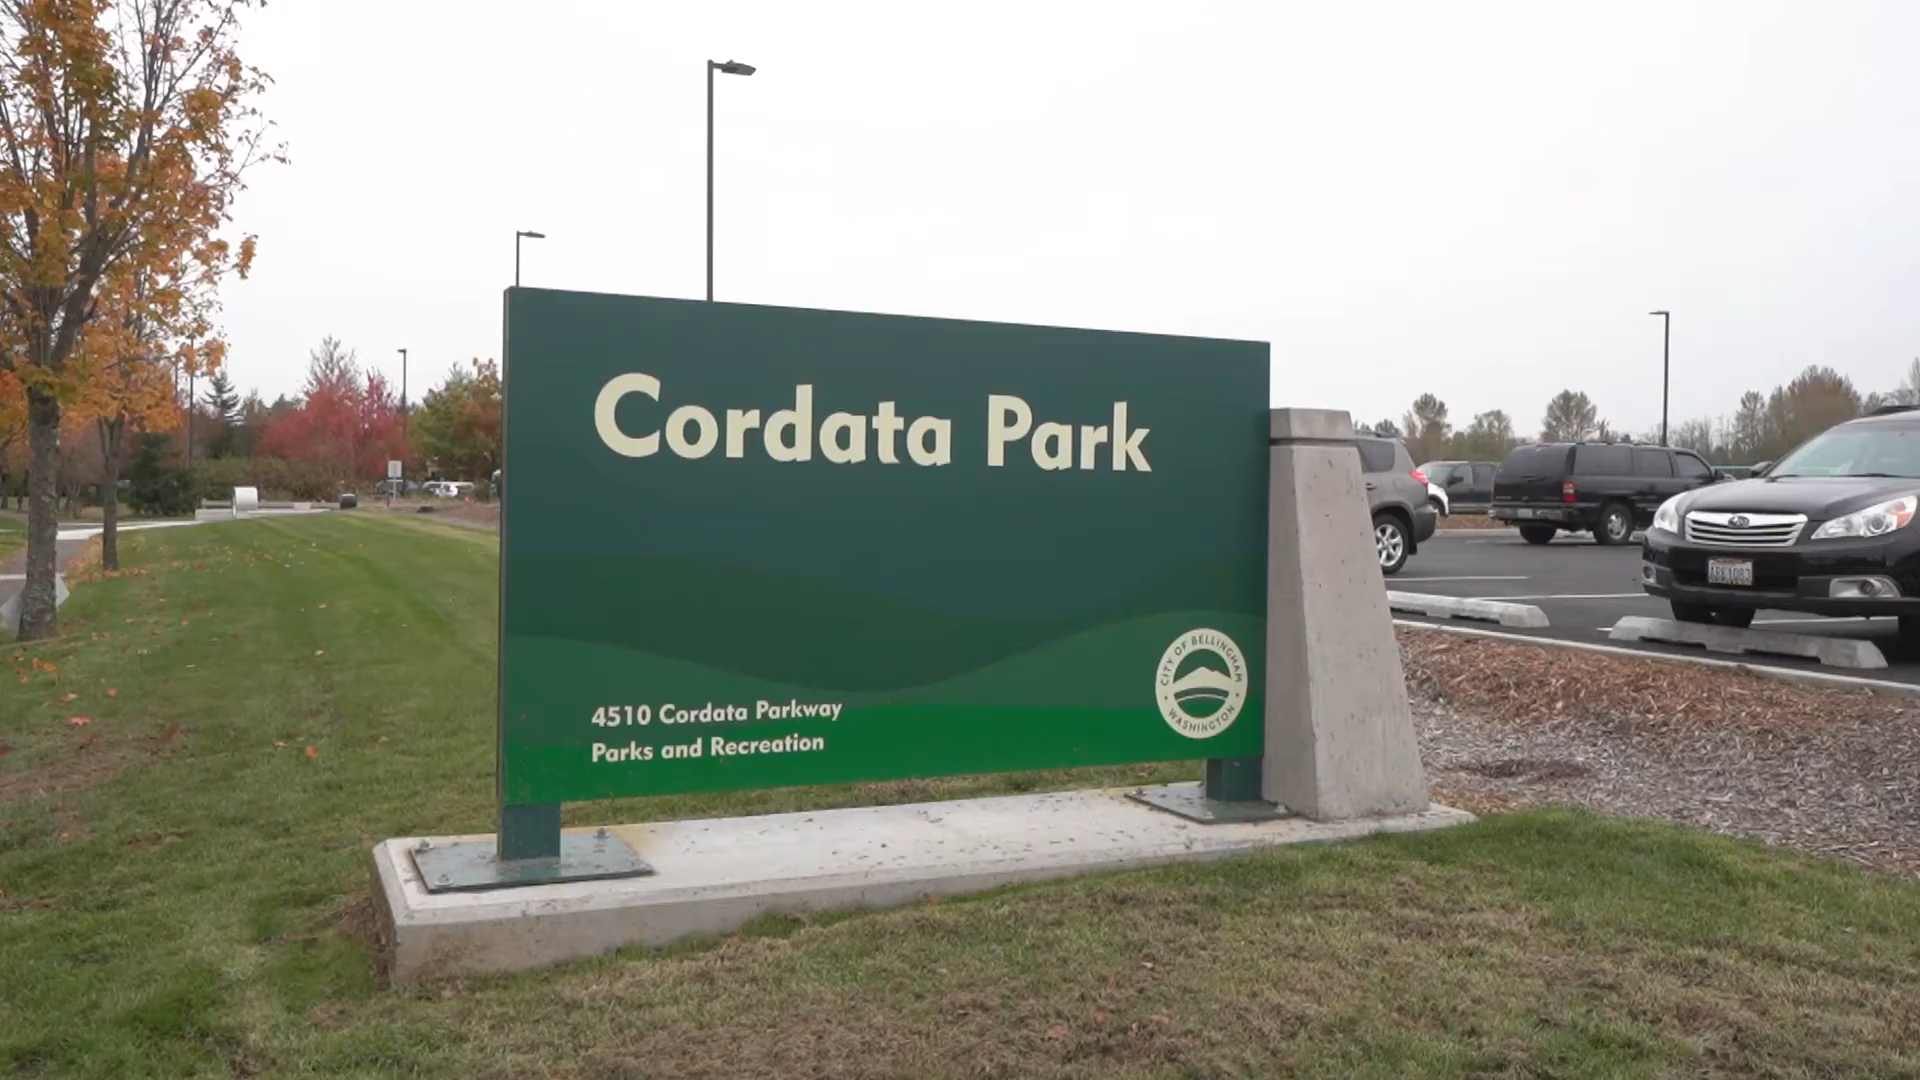 Cordata Park
4510 Cordata Parkway
Parks and Recreation
CITY OF BELLINGHAM
WASHINGTON